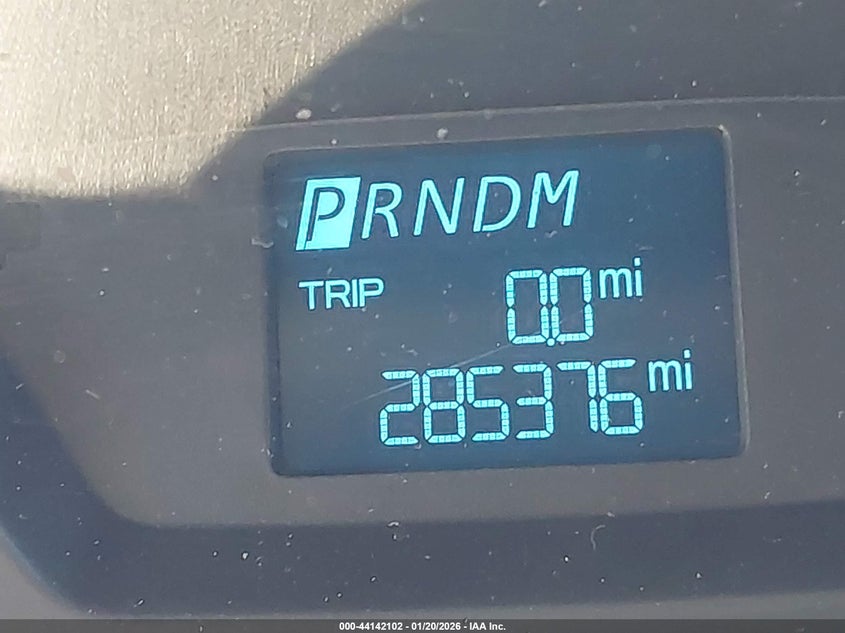 PRNDM
TRIP 0.0 mi
285376 mi
000-44142102 - 01/20/2026 - IAA Inc.